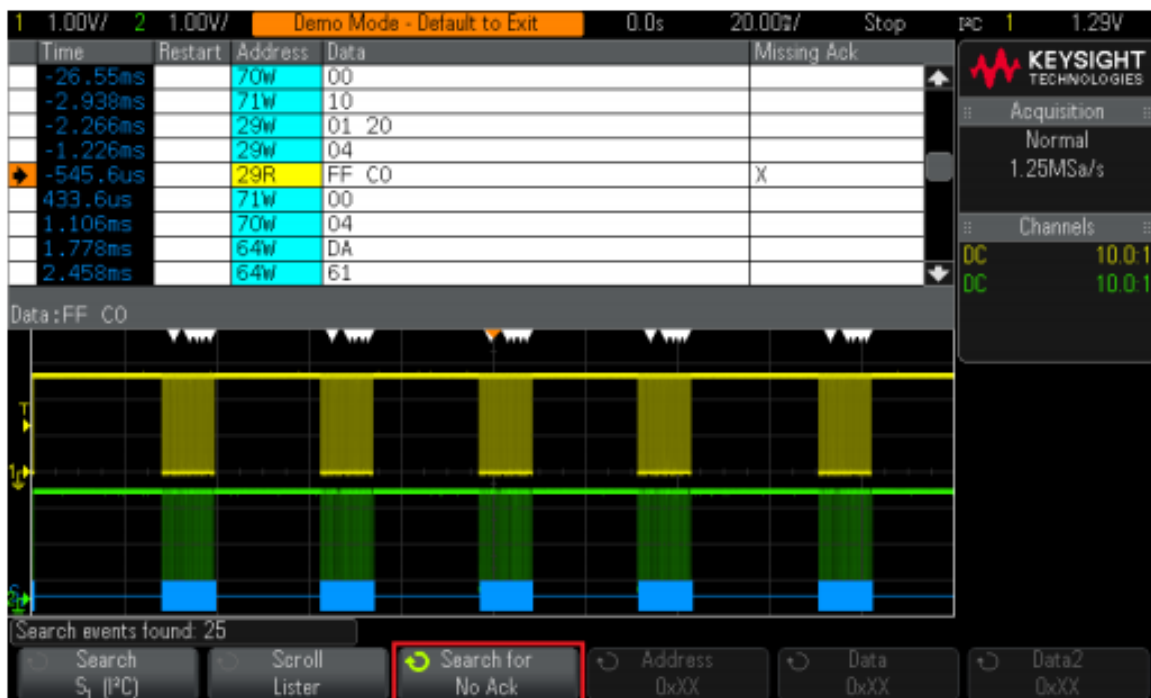 1 1.00V/ 2 1.00V/ Demo Mode - Default to Exit 0.0s 20.00⅏/ Stop I²C 1 1.29V
Time Restart Address Data Missing Ack
-26.55ms 70W 00
-2.938ms 71W 10
-2.266ms 29W 01 20
-1.226ms 29W 04
-545.6us 29R FF C0 X
433.6us 71W 00
1.106ms 70W 04
1.778ms 64W DA
2.458ms 64W 61
KEYSIGHT
TECHNOLOGIES
Acquisition
Normal
1.25MSa/s
Channels
DC 10.0:1
DC 10.0:1
Data:FF C0
T
1
2
Search events found: 25
Search
S₁ (I²C)
Scroll
Lister
Search for
No Ack
Address
0xXX
Data
0xXX
Data2
0xXX